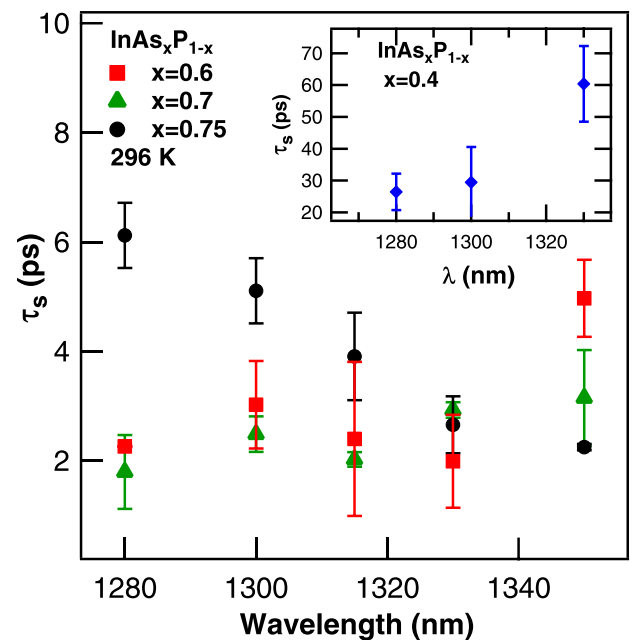 InAsxP1-x
x=0.6
x=0.7
x=0.75
296 K
10
8
6
4
2
τs (ps)
1280
1300
1320
1340
Wavelength (nm)
InAsxP1-x
x=0.4
70
60
50
40
30
20
τs (ps)
1280
1300
1320
λ (nm)